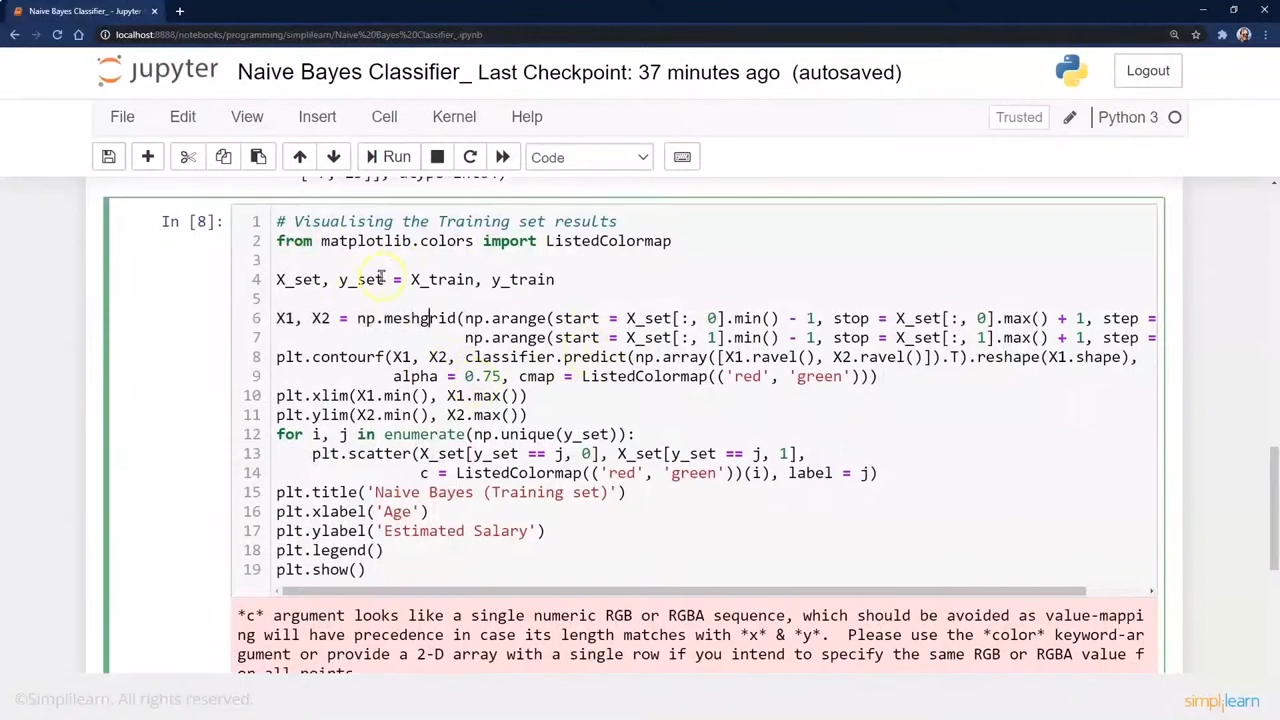 Naive Bayes Classifier_ - Jupyter
localhost:8888/notebooks/programming/simplilearn/Naive%20Bayes%20Classifier_.ipynb
jupyter Naive Bayes Classifier_ Last Checkpoint: 37 minutes ago (autosaved) Logout
File Edit View Insert Cell Kernel Help Trusted Python 3
Run Code
In [8]:
1 # Visualising the Training set results
2 from matplotlib.colors import ListedColormap
3
4 X_set, y_set = X_train, y_train
5
6 X1, X2 = np.meshgrid(np.arange(start = X_set[:, 0].min() - 1, stop = X_set[:, 0].max() + 1, step =
7 np.arange(start = X_set[:, 1].min() - 1, stop = X_set[:, 1].max() + 1, step =
8 plt.contourf(X1, X2, classifier.predict(np.array([X1.ravel(), X2.ravel()]).T).reshape(X1.shape),
9 alpha = 0.75, cmap = ListedColormap(('red', 'green')))
10 plt.xlim(X1.min(), X1.max())
11 plt.ylim(X2.min(), X2.max())
12 for i, j in enumerate(np.unique(y_set)):
13 plt.scatter(X_set[y_set == j, 0], X_set[y_set == j, 1],
14 c = ListedColormap(('red', 'green'))(i), label = j)
15 plt.title('Naive Bayes (Training set)')
16 plt.xlabel('Age')
17 plt.ylabel('Estimated Salary')
18 plt.legend()
19 plt.show()
*c* argument looks like a single numeric RGB or RGBA sequence, which should be avoided as value-mappi
ng will have precedence in case its length matches with *x* & *y*.  Please use the *color* keyword-ar
gument or provide a 2-D array with a single row if you intend to specify the same RGB or RGBA value f
or all points.
©Simplilearn. All rights reserved.
simplilearn